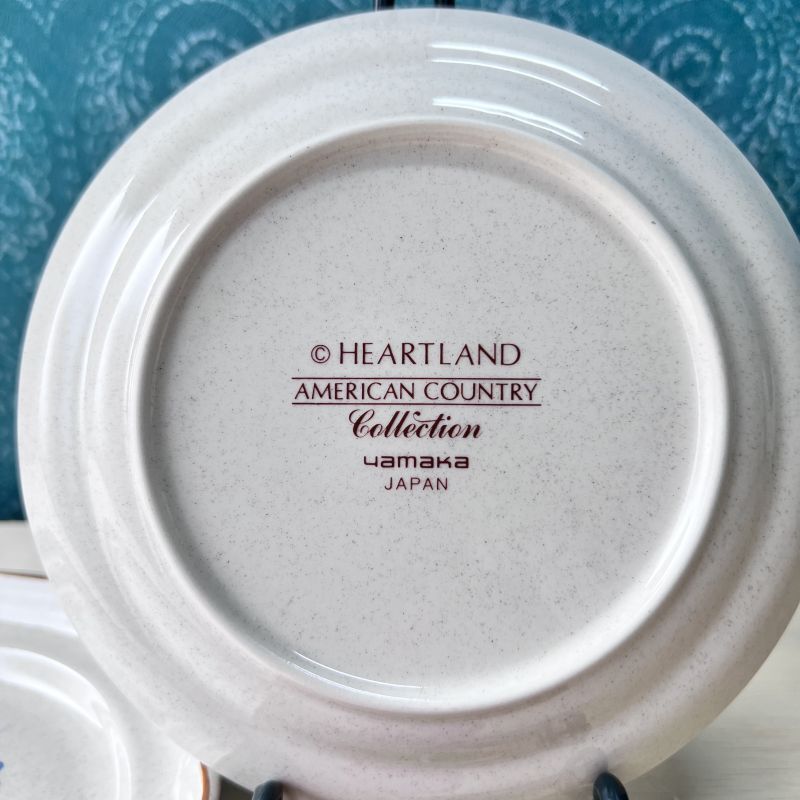 © HEARTLAND
AMERICAN COUNTRY
Collection
yamaka
JAPAN